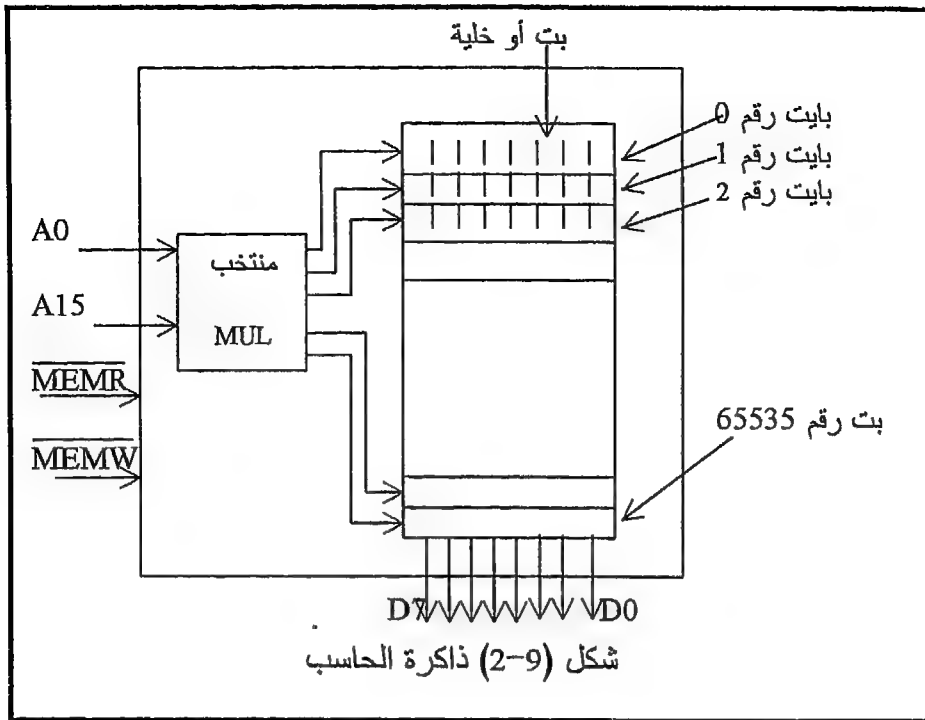 بت أو خلية
بايت رقم 0
بايت رقم 1
بايت رقم 2
A0
منتخب
A15
MUL
MEMR
MEMW
بت رقم 65535
D7
D0
شكل (9-2) ذاكرة الحاسب